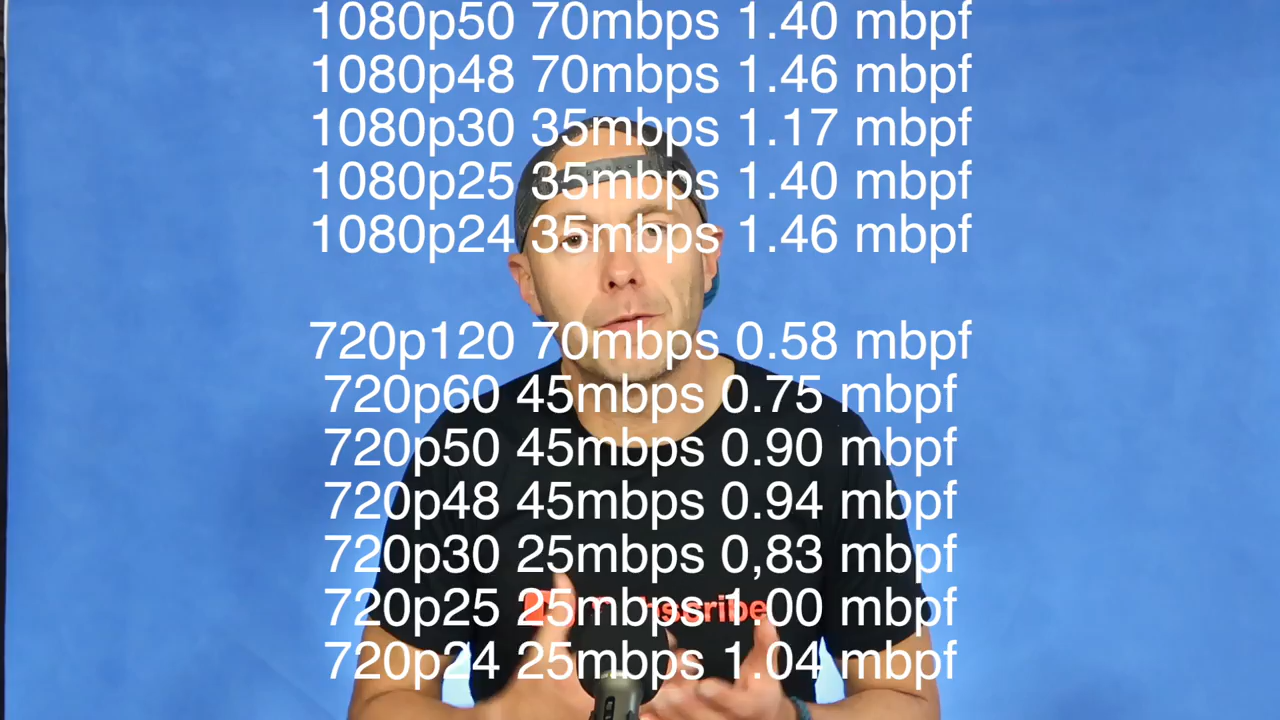 1080p50 70mbps 1.40 mbpf
1080p48 70mbps 1.46 mbpf
1080p30 35mbps 1.17 mbpf
1080p25 35mbps 1.40 mbpf
1080p24 35mbps 1.46 mbpf
720p120 70mbps 0.58 mbpf
720p60 45mbps 0.75 mbpf
720p50 45mbps 0.90 mbpf
720p48 45mbps 0.94 mbpf
720p30 25mbps 0,83 mbpf
720p25 25mbps 1.00 mbpf
720p24 25mbps 1.04 mbpf